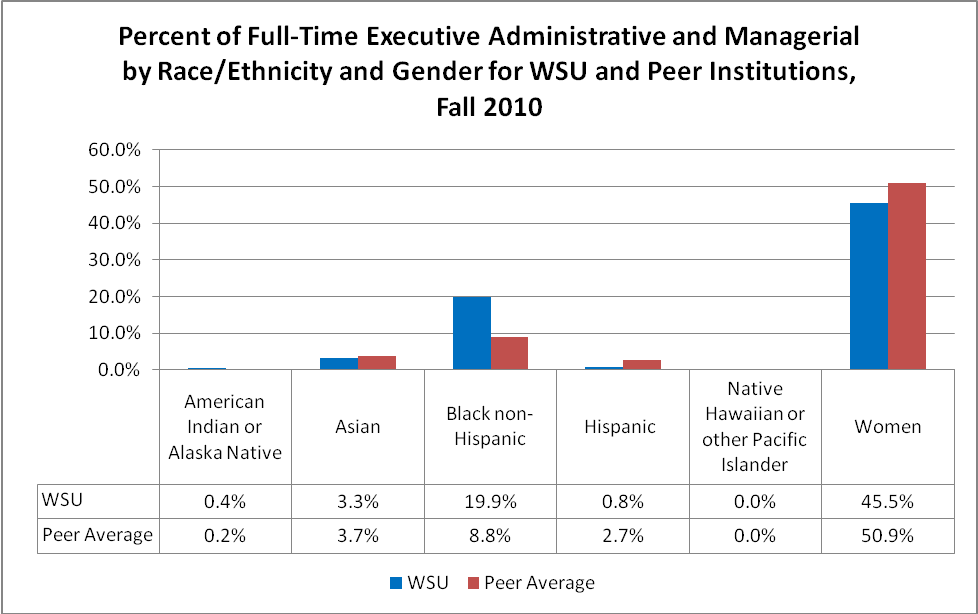 Percent of Full-Time Executive Administrative and Managerial
by Race/Ethnicity and Gender for WSU and Peer Institutions,
Fall 2010
60.0%
50.0%
40.0%
30.0%
20.0%
10.0%
0.0%
American
Indian or
Alaska Native
Asian
Black non-
Hispanic
Hispanic
Native
Hawaiian or
other Pacific
Islander
Women
WSU 0.4% 3.3% 19.9% 0.8% 0.0% 45.5%
Peer Average 0.2% 3.7% 8.8% 2.7% 0.0% 50.9%
WSU Peer Average